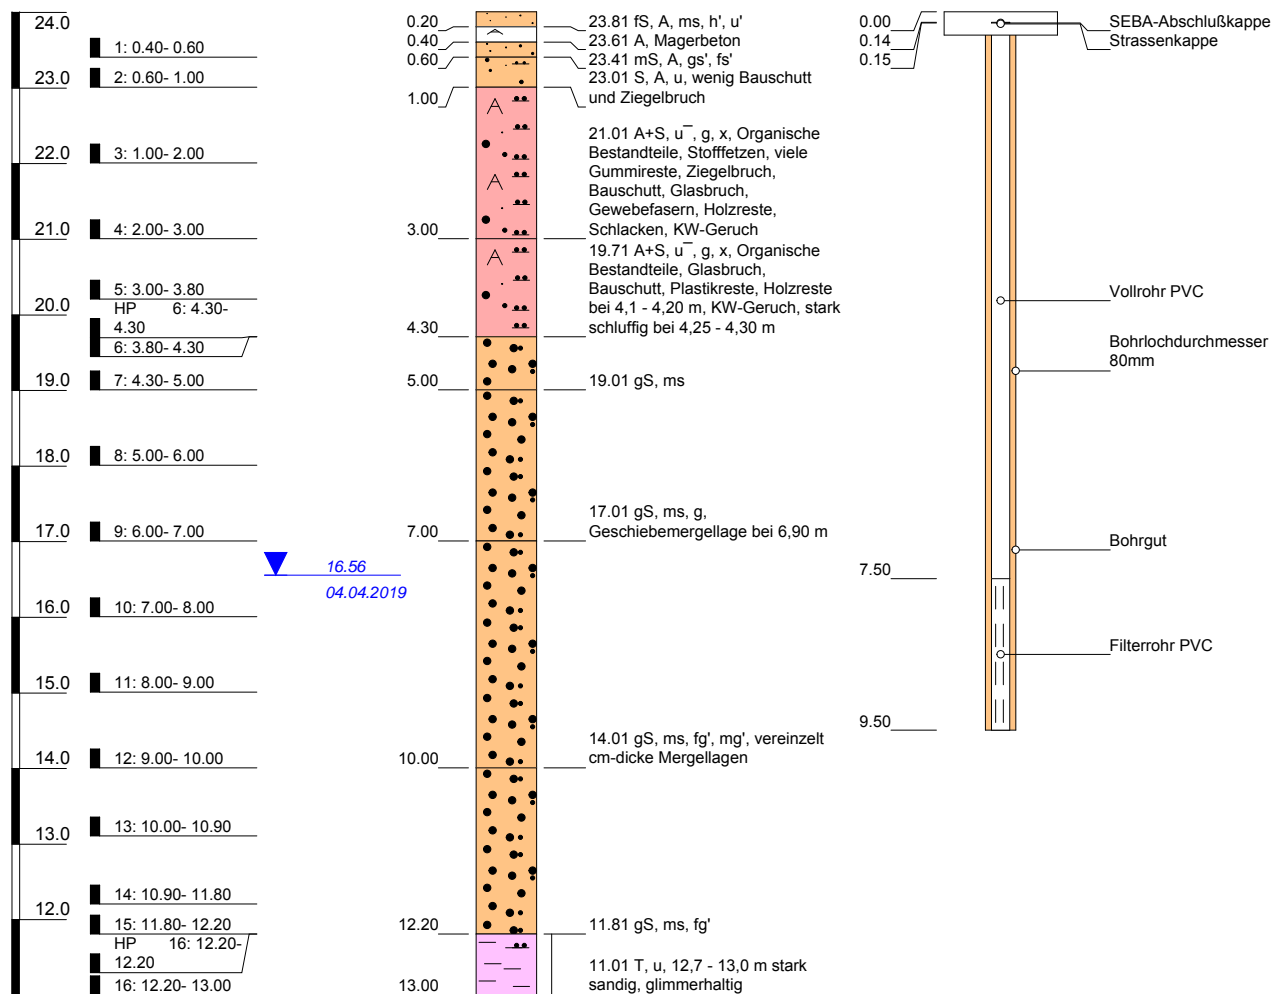 24.0
23.0
22.0
21.0
20.0
19.0
18.0
17.0
16.0
15.0
14.0
13.0
12.0
1: 0.40- 0.60
2: 0.60- 1.00
3: 1.00- 2.00
4: 2.00- 3.00
5: 3.00- 3.80
HP 6: 4.30-
4.30
6: 3.80- 4.30
7: 4.30- 5.00
8: 5.00- 6.00
9: 6.00- 7.00
10: 7.00- 8.00
11: 8.00- 9.00
12: 9.00- 10.00
13: 10.00- 10.90
14: 10.90- 11.80
15: 11.80- 12.20
HP 16: 12.20-
12.20
16: 12.20- 13.00
16.56
04.04.2019
0.20
0.40
0.60
1.00
3.00
4.30
5.00
7.00
10.00
12.20
13.00
23.81 fS, A, ms, h', u'
23.61 A, Magerbeton
23.41 mS, A, gs', fs'
23.01 S, A, u, wenig Bauschutt
und Ziegelbruch
21.01 A+S, u¯, g, x, Organische
Bestandteile, Stofffetzen, viele
Gummireste, Ziegelbruch,
Bauschutt, Glasbruch,
Gewebefasern, Holzreste,
Schlacken, KW-Geruch
19.71 A+S, u¯, g, x, Organische
Bestandteile, Glasbruch,
Bauschutt, Plastikreste, Holzreste
bei 4,1 - 4,20 m, KW-Geruch, stark
schluffig bei 4,25 - 4,30 m
19.01 gS, ms
17.01 gS, ms, g,
Geschiebemergellage bei 6,90 m
14.01 gS, ms, fg', mg', vereinzelt
cm-dicke Mergellagen
11.81 gS, ms, fg'
11.01 T, u, 12,7 - 13,0 m stark
sandig, glimmerhaltig
0.00
0.14
0.15
7.50
9.50
SEBA-Abschlußkappe
Strassenkappe
Vollrohr PVC
Bohrlochdurchmesser
80mm
Bohrgut
Filterrohr PVC